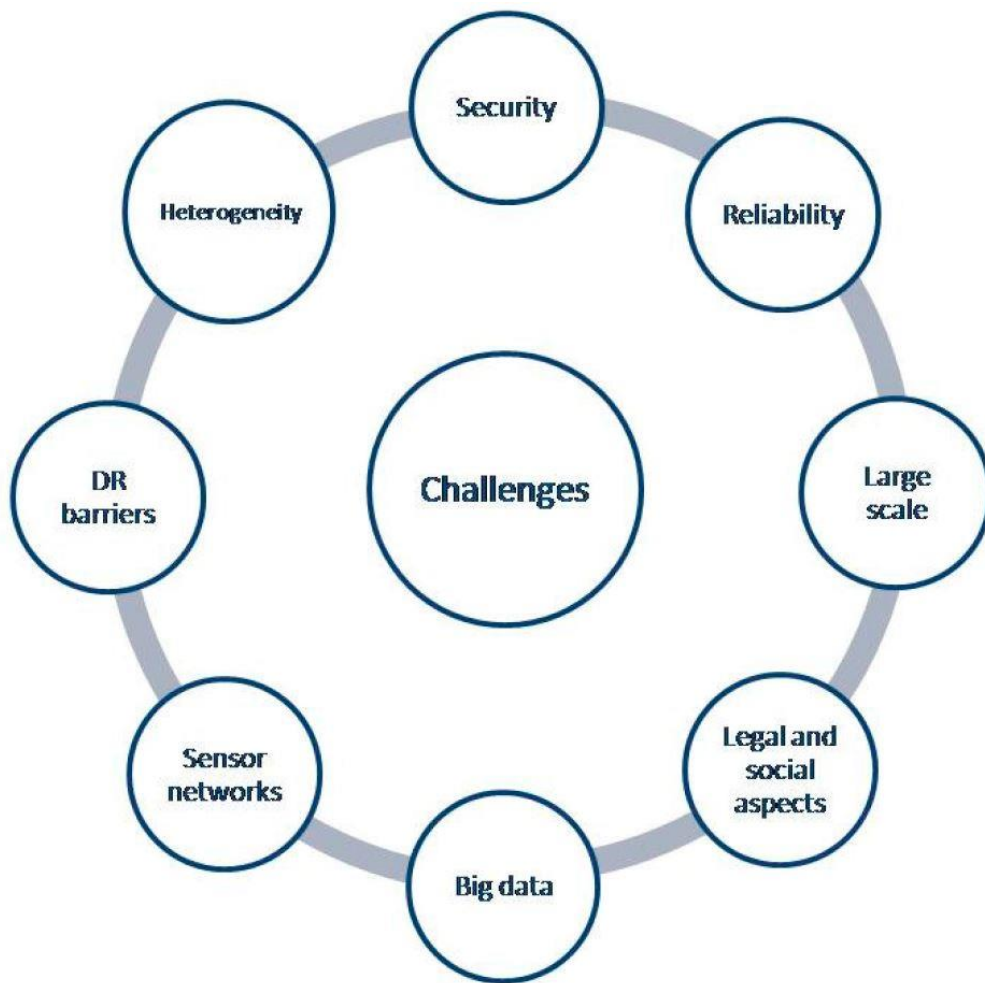 Security
Heterogeneity
Reliability
DR
barriers
Challenges
Large
scale
Sensor
networks
Legal and
social
aspects
Big data